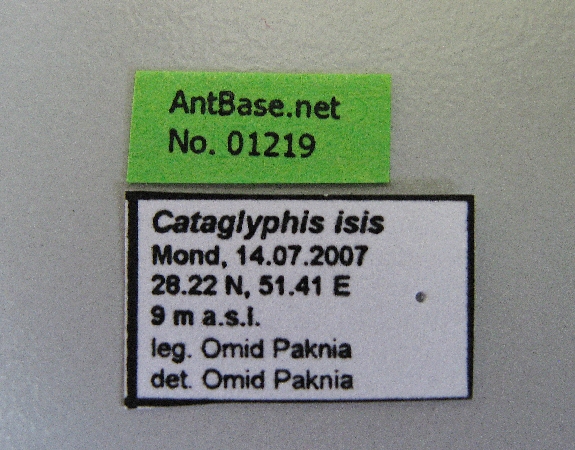 AntBase.net
No. 01219
Cataglyphis isis
Mond, 14.07.2007
28.22 N, 51.41 E
9 m a.s.l.
leg. Omid Paknia
det. Omid Paknia